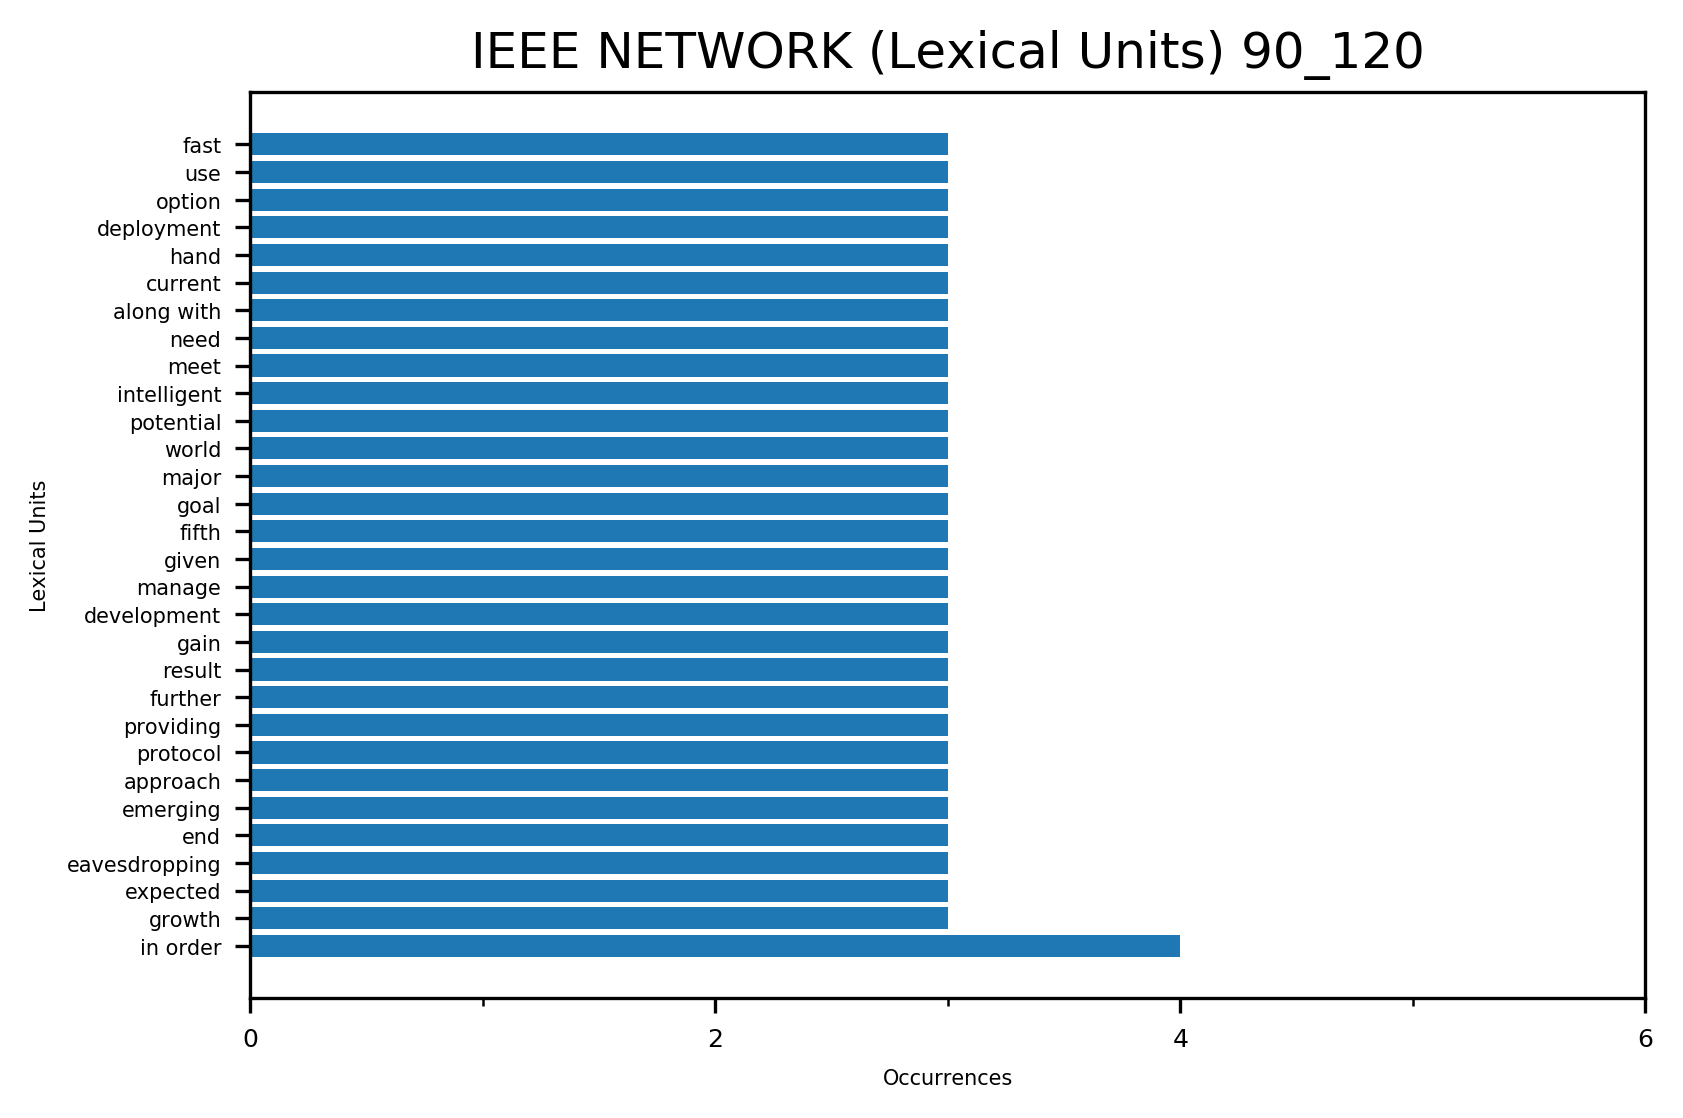 IEEE NETWORK (Lexical Units) 90_120
fast
use
option
deployment
hand
current
along with
need
meet
intelligent
potential
world
major
goal
fifth
given
manage
development
gain
result
further
providing
protocol
approach
emerging
end
eavesdropping
expected
growth
in order
Lexical Units
0 2 4 6
Occurrences